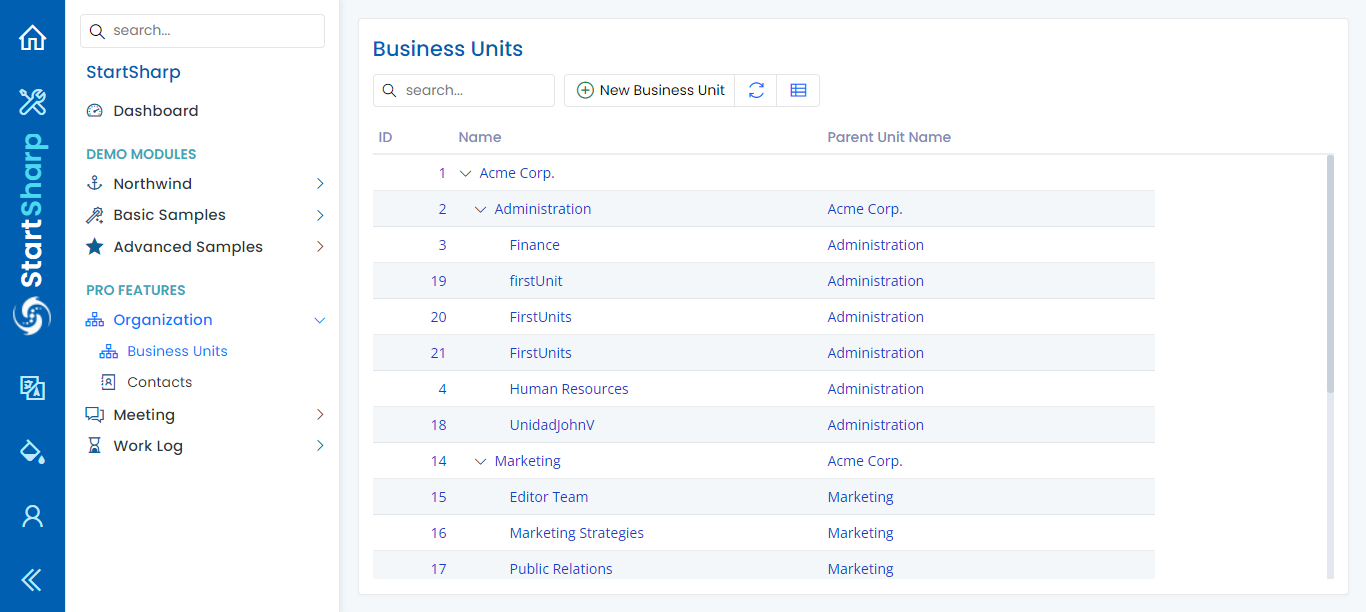 StartSharp
search...
StartSharp
Dashboard
DEMO MODULES
Northwind
Basic Samples
Advanced Samples
PRO FEATURES
Organization
Business Units
Contacts
Meeting
Work Log
Business Units
search...
New Business Unit
ID Name Parent Unit Name
1 Acme Corp.
2 Administration Acme Corp.
3 Finance Administration
19 firstUnit Administration
20 FirstUnits Administration
21 FirstUnits Administration
4 Human Resources Administration
18 UnidadJohnV Administration
14 Marketing Acme Corp.
15 Editor Team Marketing
16 Marketing Strategies Marketing
17 Public Relations Marketing